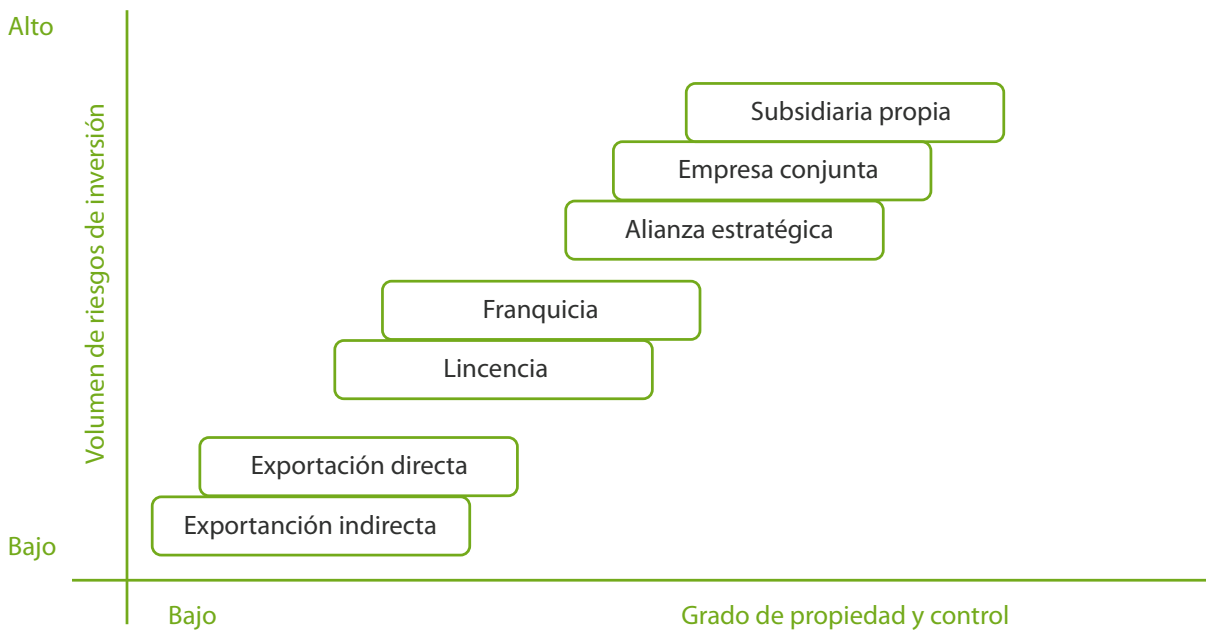 Alto
Volumen de riesgos de inversión
Subsidiaria propia
Empresa conjunta
Alianza estratégica
Franquicia
Lincencia
Exportación directa
Exportanción indirecta
Bajo
Bajo
Grado de propiedad y control